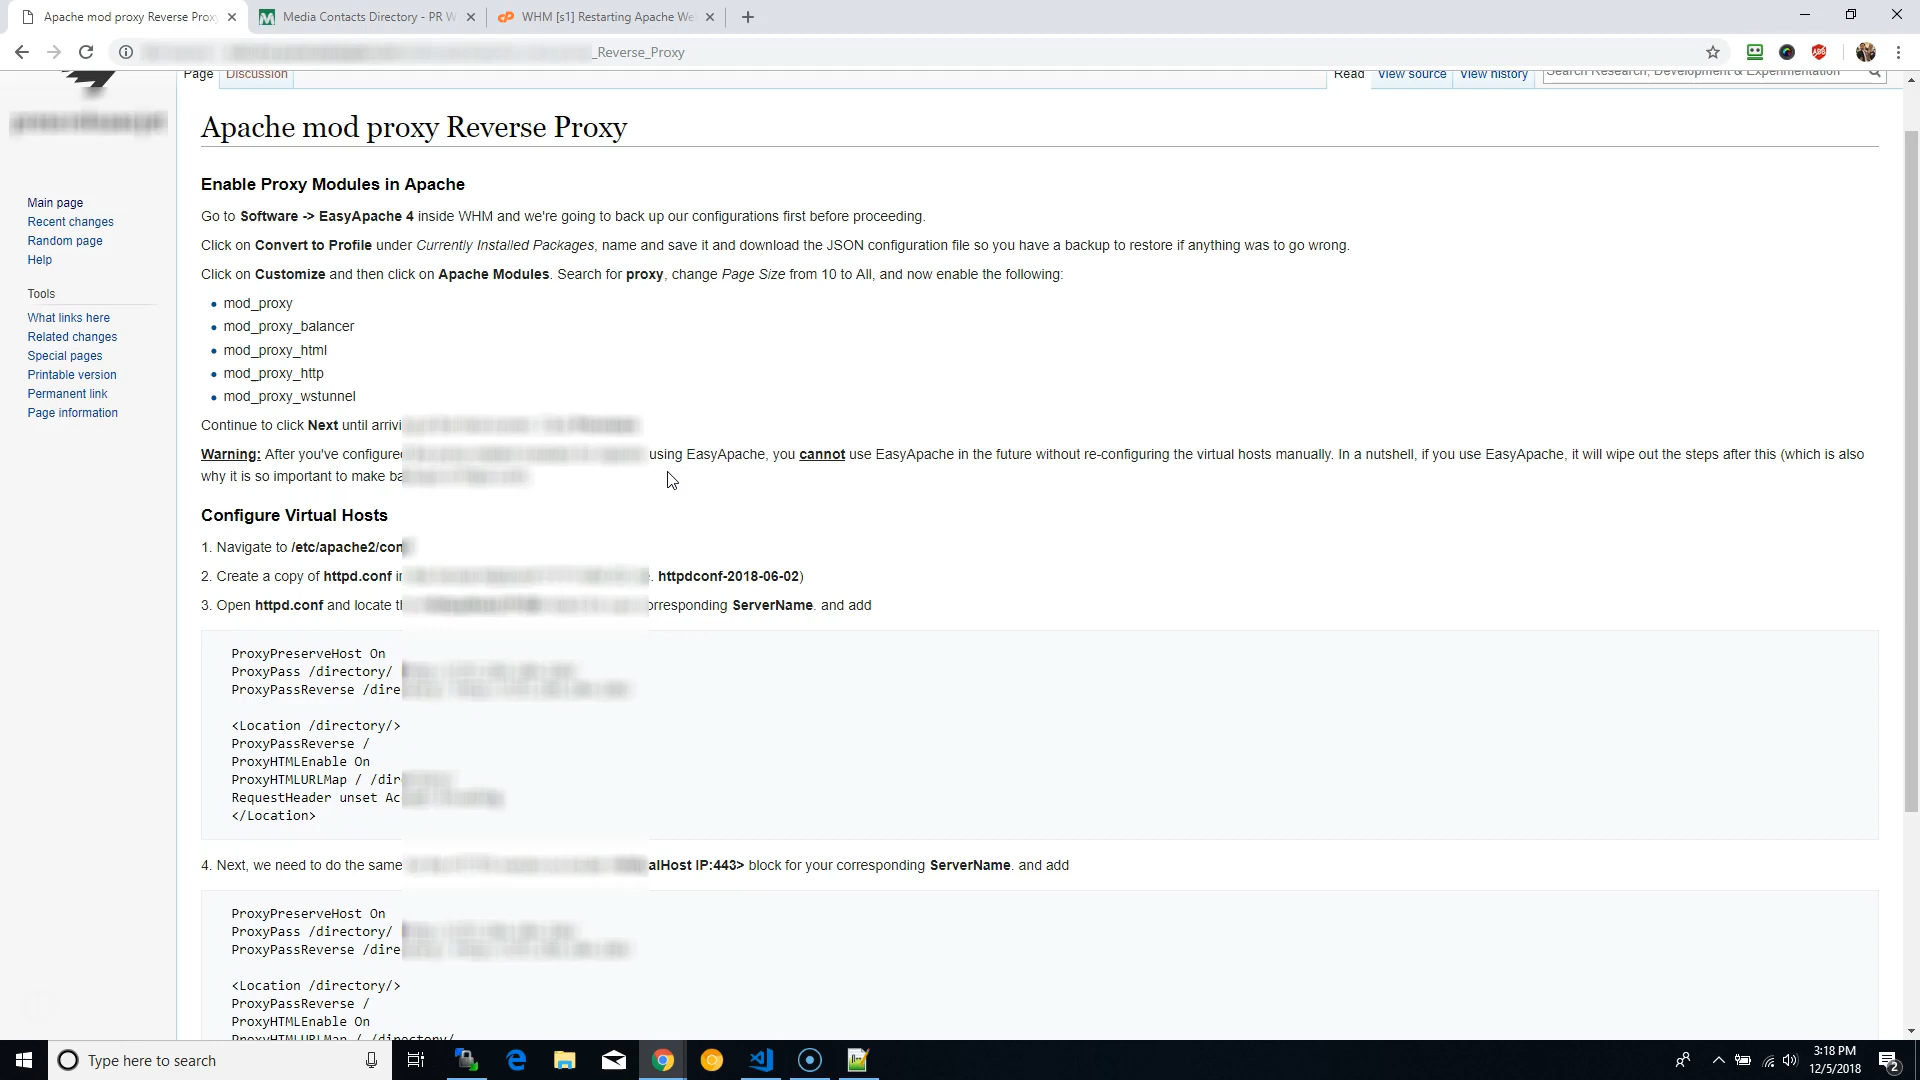 Apache mod proxy Reverse Prox
Media Contacts Directory - PR W
WHM [s1] Restarting Apache We
_Reverse_Proxy
Page
Discussion
Read
View source
View history
Search Research, Development & Experimentation
Apache mod proxy Reverse Proxy
Main page
Recent changes
Random page
Help
Tools
What links here
Related changes
Special pages
Printable version
Permanent link
Page information
Enable Proxy Modules in Apache
Go to Software -> EasyApache 4 inside WHM and we're going to back up our configurations first before proceeding.
Click on Convert to Profile under Currently Installed Packages, name and save it and download the JSON configuration file so you have a backup to restore if anything was to go wrong.
Click on Customize and then click on Apache Modules. Search for proxy, change Page Size from 10 to All, and now enable the following:
mod_proxy
mod_proxy_balancer
mod_proxy_html
mod_proxy_http
mod_proxy_wstunnel
Continue to click Next until arrivi
Warning: After you've configured using EasyApache, you cannot use EasyApache in the future without re-configuring the virtual hosts manually. In a nutshell, if you use EasyApache, it will wipe out the steps after this (which is also
why it is so important to make ba
Configure Virtual Hosts
1. Navigate to /etc/apache2/con
2. Create a copy of httpd.conf in . httpdconf-2018-06-02)
3. Open httpd.conf and locate th orresponding ServerName. and add
ProxyPreserveHost On
ProxyPass /directory/
ProxyPassReverse /dire
<Location /directory/>
ProxyPassReverse /
ProxyHTMLEnable On
ProxyHTMLURLMap / /dir
RequestHeader unset Ac
</Location>
4. Next, we need to do the same alHost IP:443> block for your corresponding ServerName. and add
ProxyPreserveHost On
ProxyPass /directory/
ProxyPassReverse /dire
<Location /directory/>
ProxyPassReverse /
ProxyHTMLEnable On
ProxyHTMLURLMap / /directory/
Type here to search
3:18 PM
12/5/2018
2